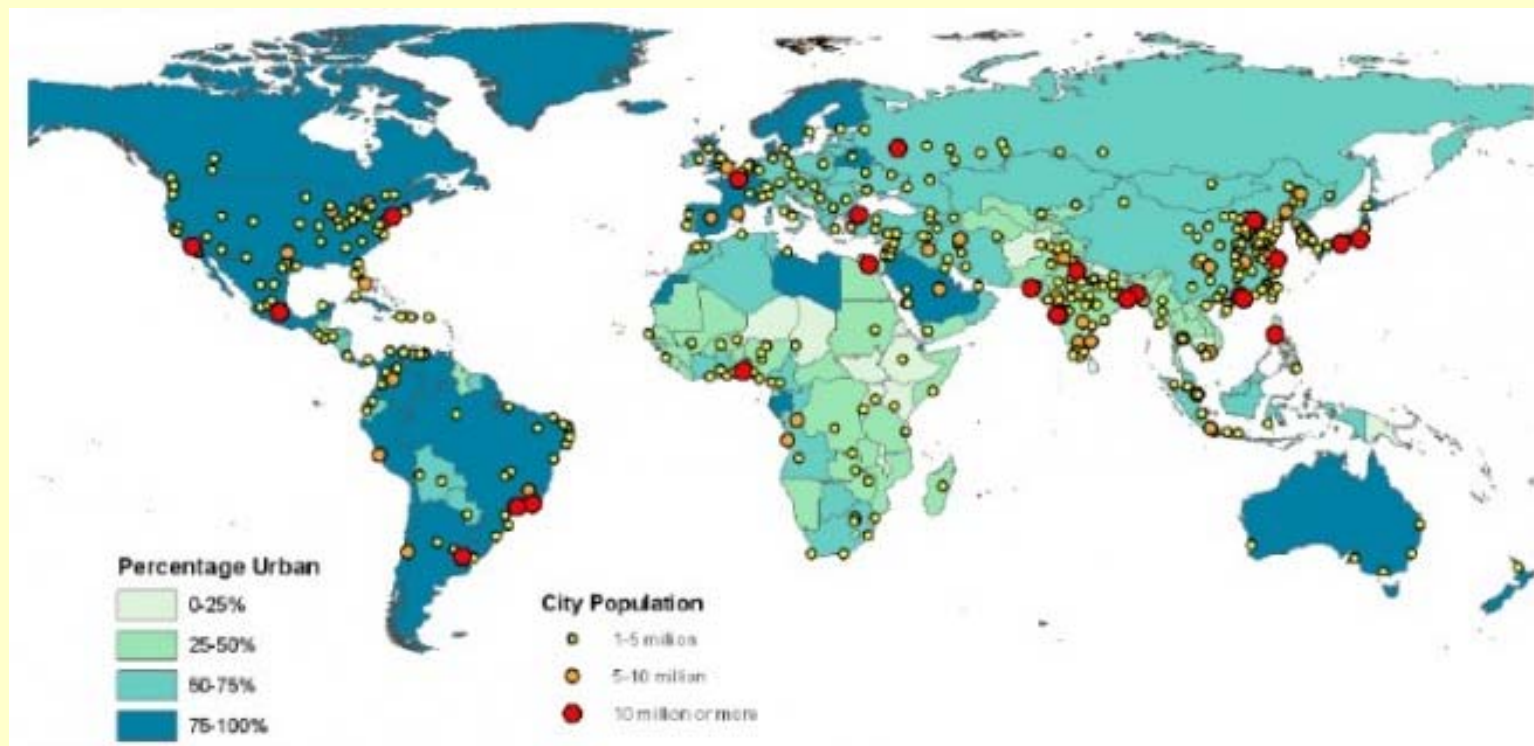 Percentage Urban
0-25%
25-50%
50-75%
75-100%
City Population
1-5 million
5-10 million
10 million or more